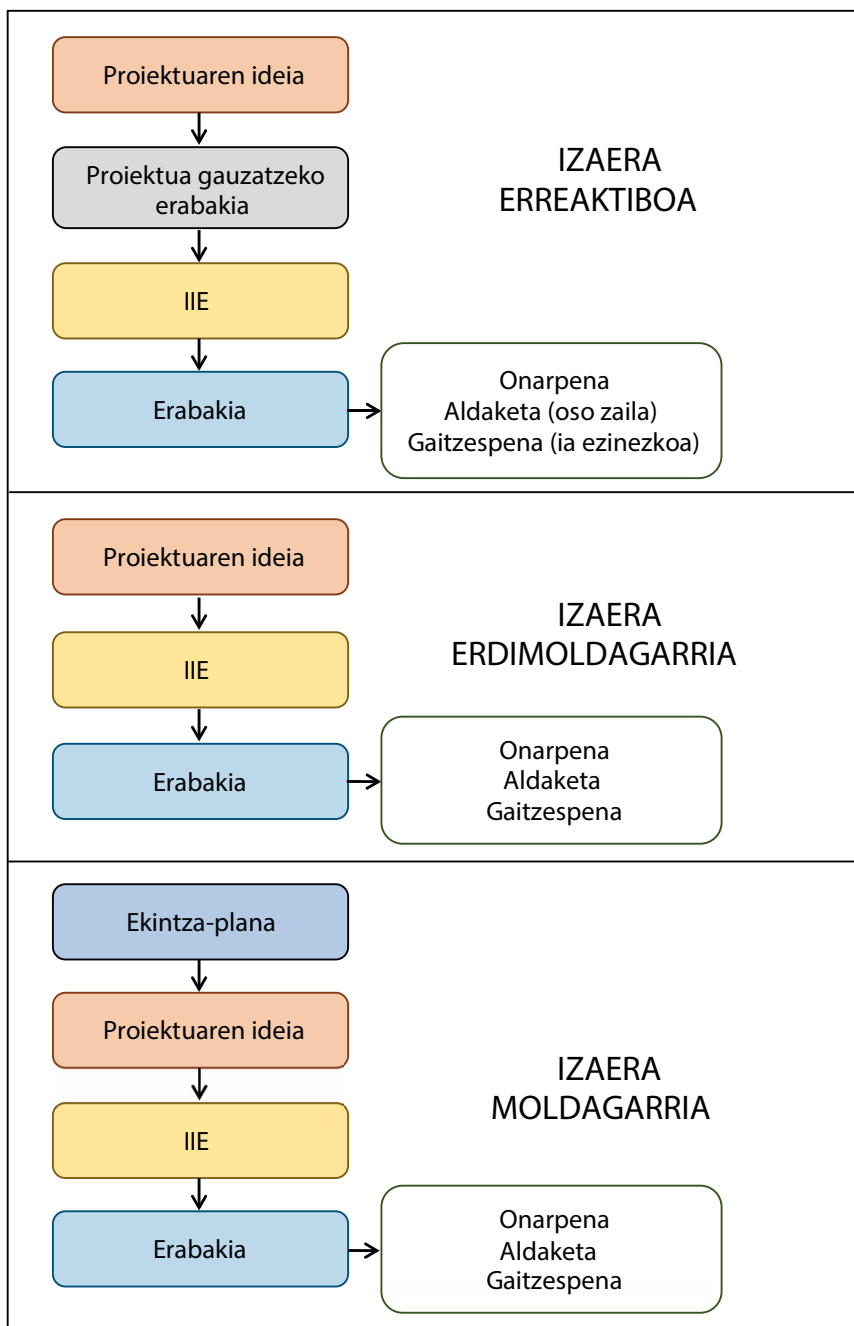 Proiektuaren ideia
Proiektua gauzatzeko
erabakia
IIE
Erabakia
IZAERA
ERREAKTIBOA
Onarpena
Aldaketa (oso zaila)
Gaitzespena (ia ezinezkoa)
Proiektuaren ideia
IIE
Erabakia
IZAERA
ERDIMOLDAGARRIA
Onarpena
Aldaketa
Gaitzespena
Ekintza-plana
Proiektuaren ideia
IIE
Erabakia
IZAERA
MOLDAGARRIA
Onarpena
Aldaketa
Gaitzespena